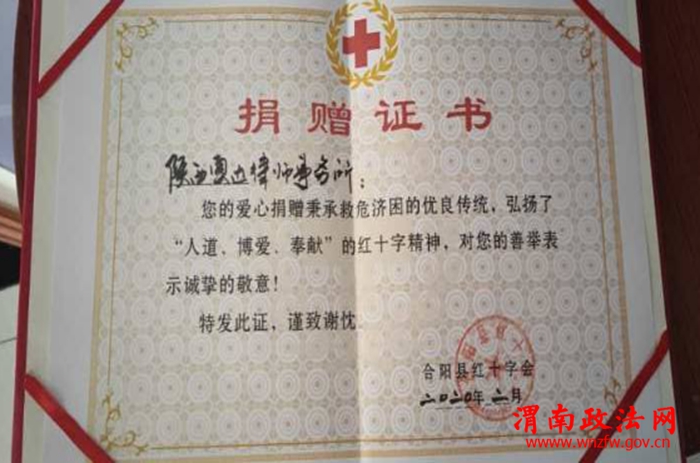 捐赠证书
陕西奥达律师事务所：
您的爱心捐赠秉承救危济困的优良传统，弘扬了
“人道、博爱、奉献”的红十字精神，对您的善举表
示诚挚的敬意！
特发此证，谨致谢忱
合阳县红十字会
二〇二〇年二月
渭南政法网
www.wnzfw.gov.cn